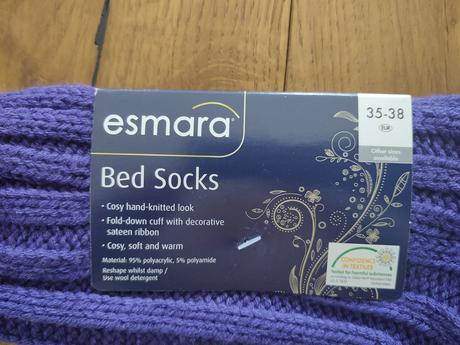 esmara®
35-38
EUR
Other sizes
available
Bed Socks
• Cosy hand-knitted look
• Fold-down cuff with decorative
sateen ribbon
• Cosy, soft and warm
Material: 95% polyacrylic, 5% polyamide
Reshape whilst damp /
Use wool detergent
CONFIDENCE
IN TEXTILES
Tested for harmful substances